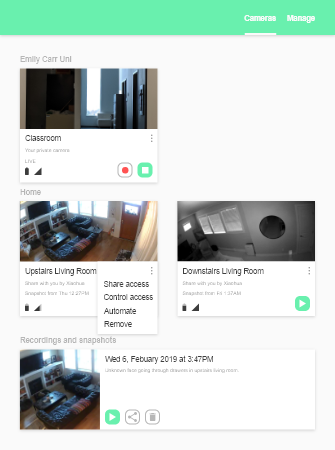 Cameras Manage
Emily Carr Uni
Classroom
Your private camera
LIVE
Home
Upstairs Living Room
Share with you by Xianhua
Snapshot from Thu 12:27PM
Share access
Control access
Automate
Remove
Downstairs Living Room
Share with you by Xianhua
Snapshot from Fri 1:37AM
Recordings and snapshots
Wed 6, Febuary 2019 at 3:47PM
Unknown face going through drawers in upstairs living room.